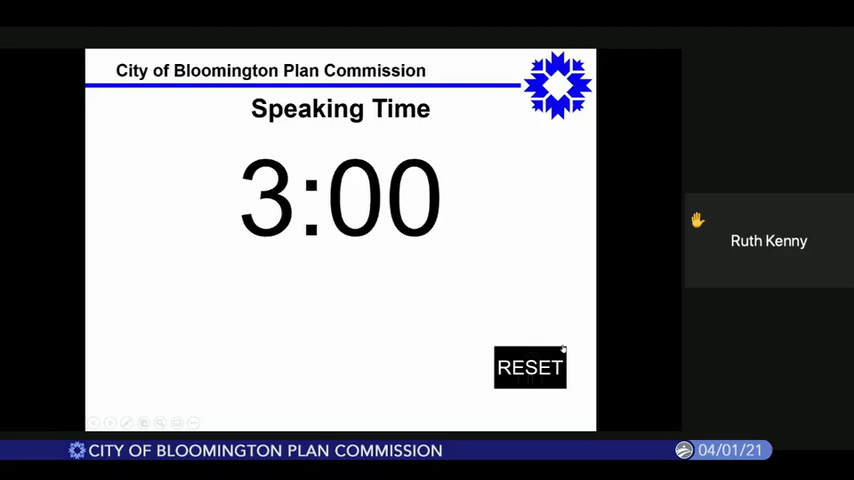 City of Bloomington Plan Commission
Speaking Time
3:00
Ruth Kenny
RESET
CITY OF BLOOMINGTON PLAN COMMISSION
04/01/21